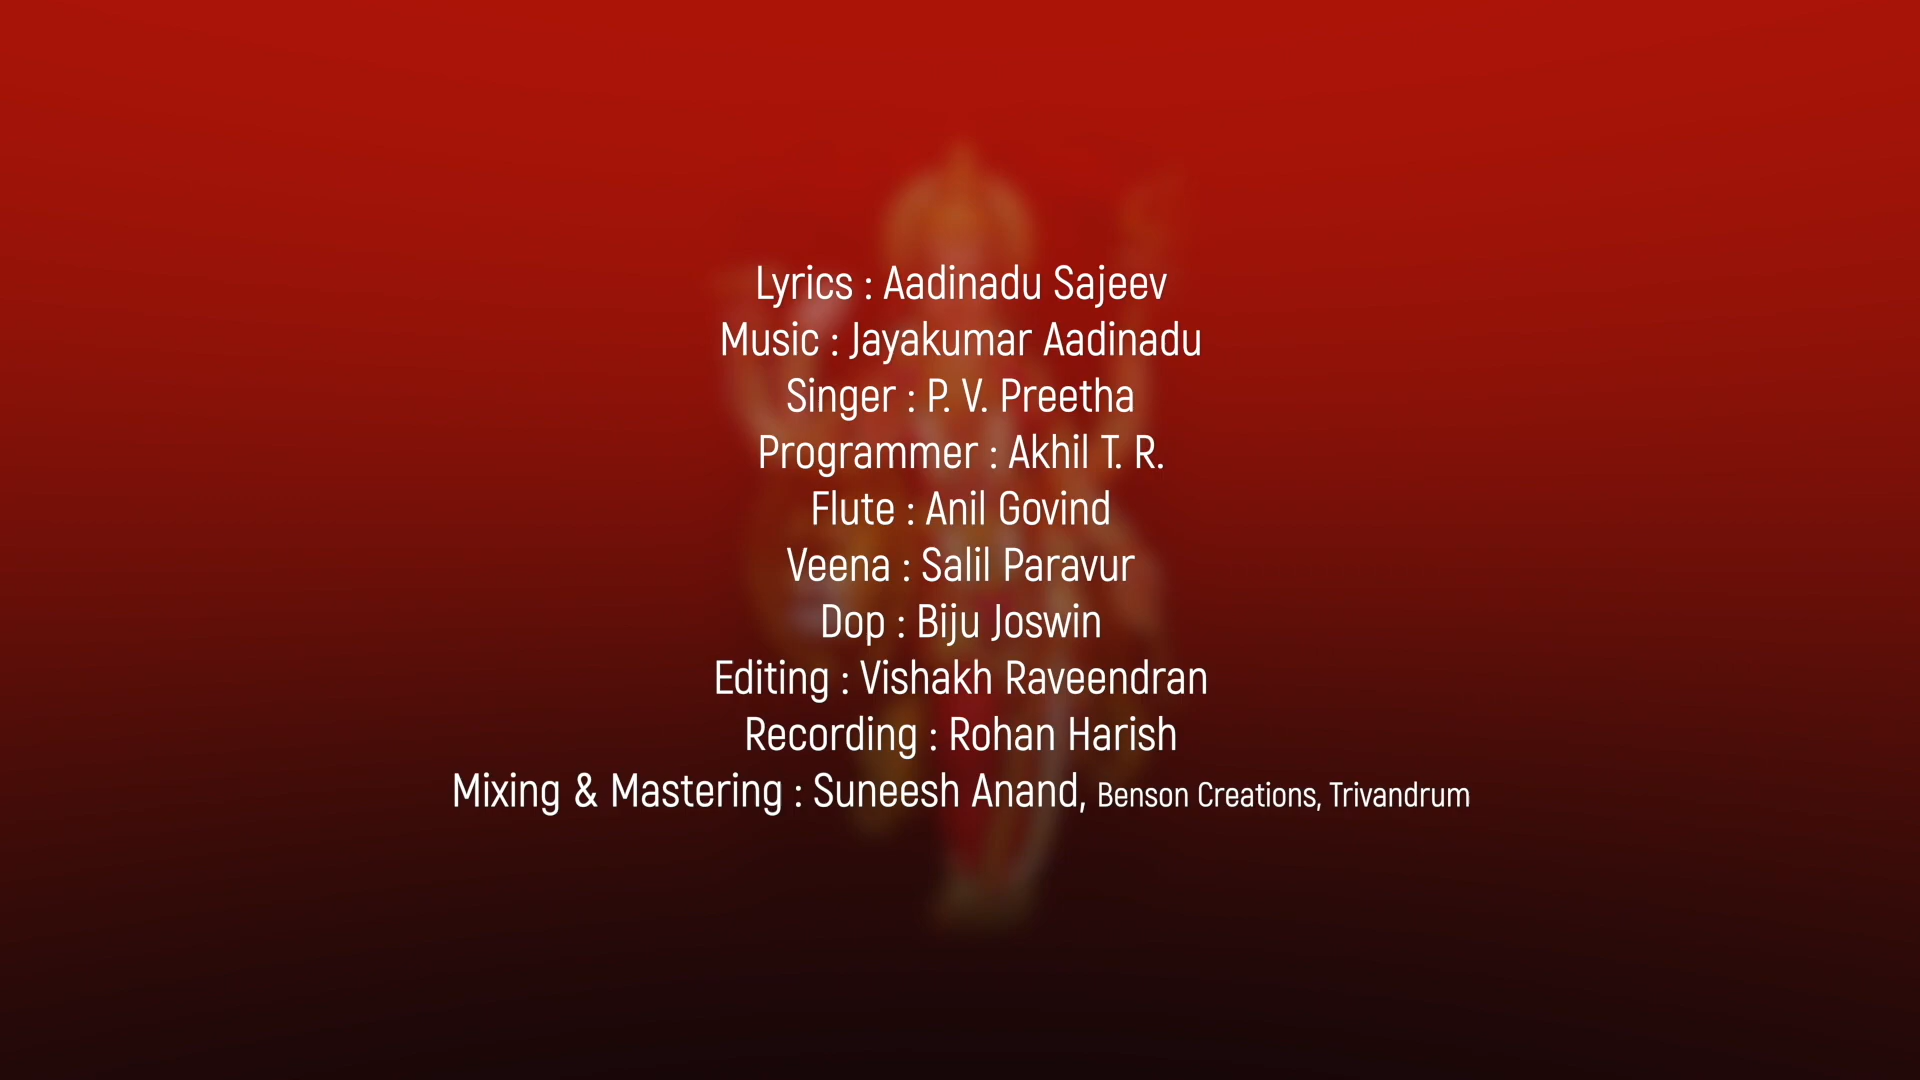 Lyrics : Aadinadu Sajeev
Music : Jayakumar Aadinadu
Singer : P. V. Preetha
Programmer : Akhil T. R.
Flute : Anil Govind
Veena : Salil Paravur
Dop : Biju Joswin
Editing : Vishakh Raveendran
Recording : Rohan Harish
Mixing & Mastering : Suneesh Anand, Benson Creations, Trivandrum